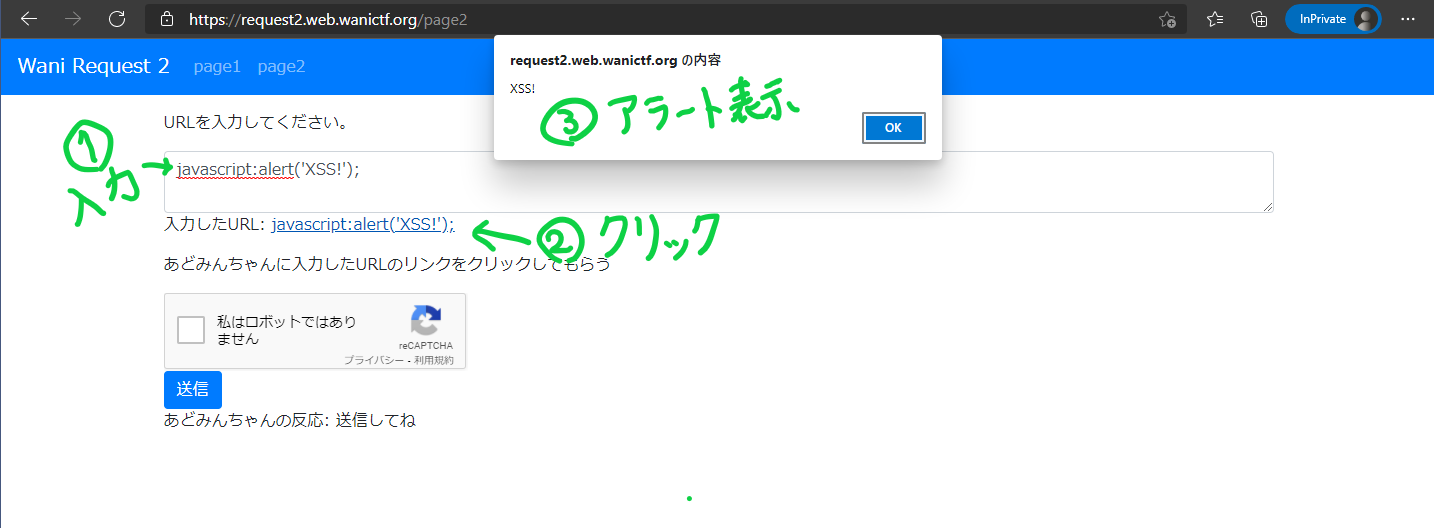 https://request2.web.wanictf.org/page2
InPrivate
Wani Request 2 page1 page2
request2.web.wanictf.org の内容
XSS!
③ アラート表示
OK
URLを入力してください。
① 入力
javascript:alert('XSS!');
入力したURL: javascript:alert('XSS!');
② クリック
あどみんちゃんに入力したURLのリンクをクリックしてもらう
私はロボットではあり
ません
reCAPTCHA
プライバシー - 利用規約
送信
あどみんちゃんの反応: 送信してね